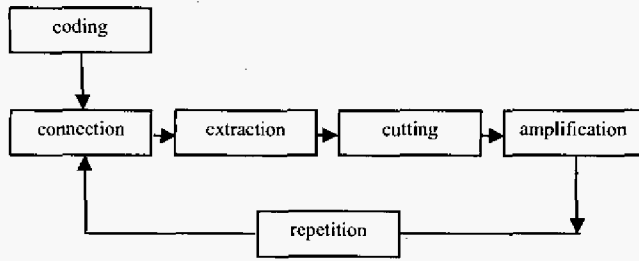 coding
connection
extraction
cutting
amplification
repetition